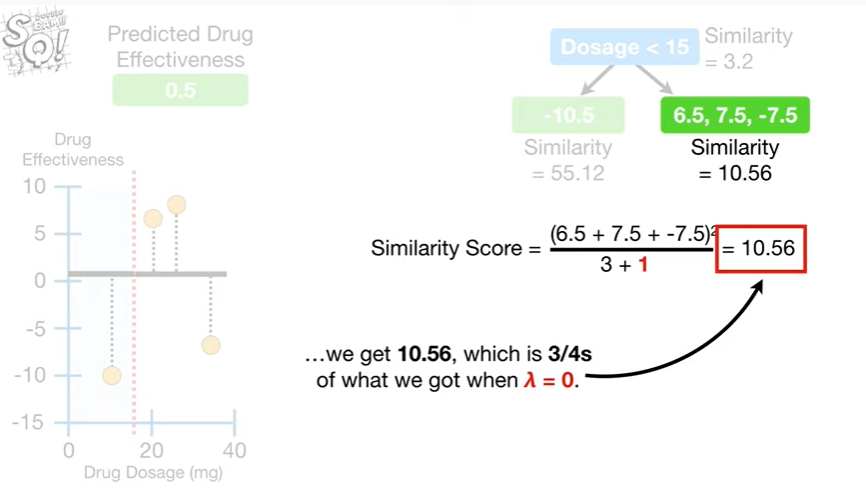 SQ!
Predicted Drug
Effectiveness
0.5
Dosage < 15
Similarity
= 3.2
-10.5
Similarity
= 55.12
6.5, 7.5, -7.5
Similarity
= 10.56
Drug
Effectiveness
10
5
0
-5
-10
-15
0 20 40
Drug Dosage (mg)
Similarity Score = (6.5 + 7.5 + -7.5)² = 10.56
3 + 1
…we get 10.56, which is 3/4s
of what we got when λ = 0.